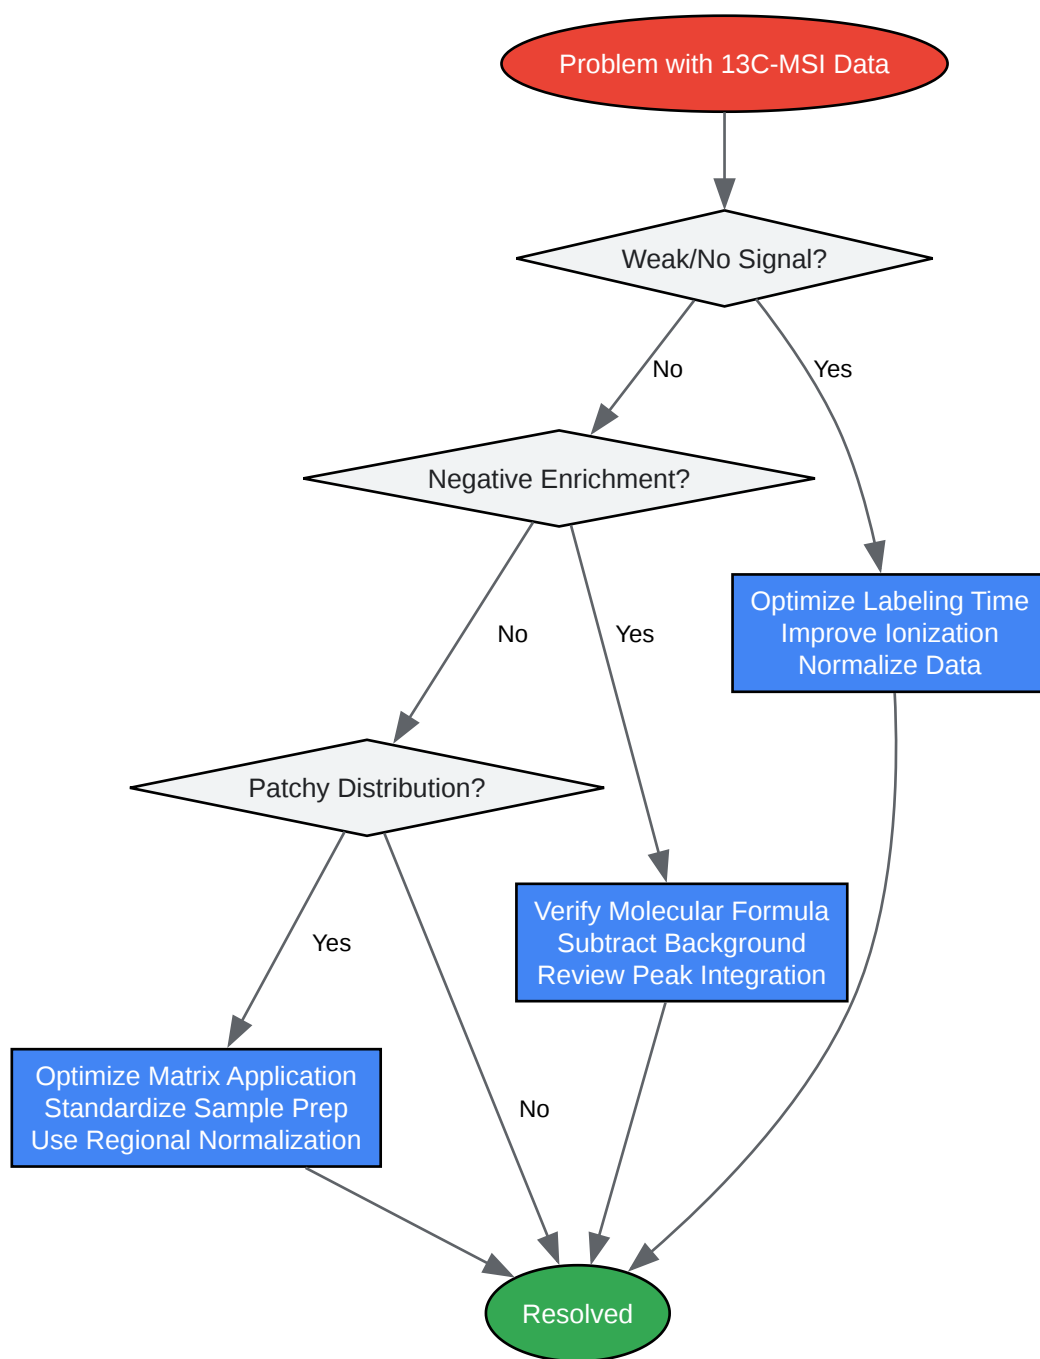 Problem with 13C-MSI Data
Weak/No Signal?
No
Yes
Negative Enrichment?
Optimize Labeling Time
Improve Ionization
Normalize Data
No
Yes
Patchy Distribution?
Verify Molecular Formula
Subtract Background
Review Peak Integration
Yes
Optimize Matrix Application
Standardize Sample Prep
Use Regional Normalization
No
Resolved